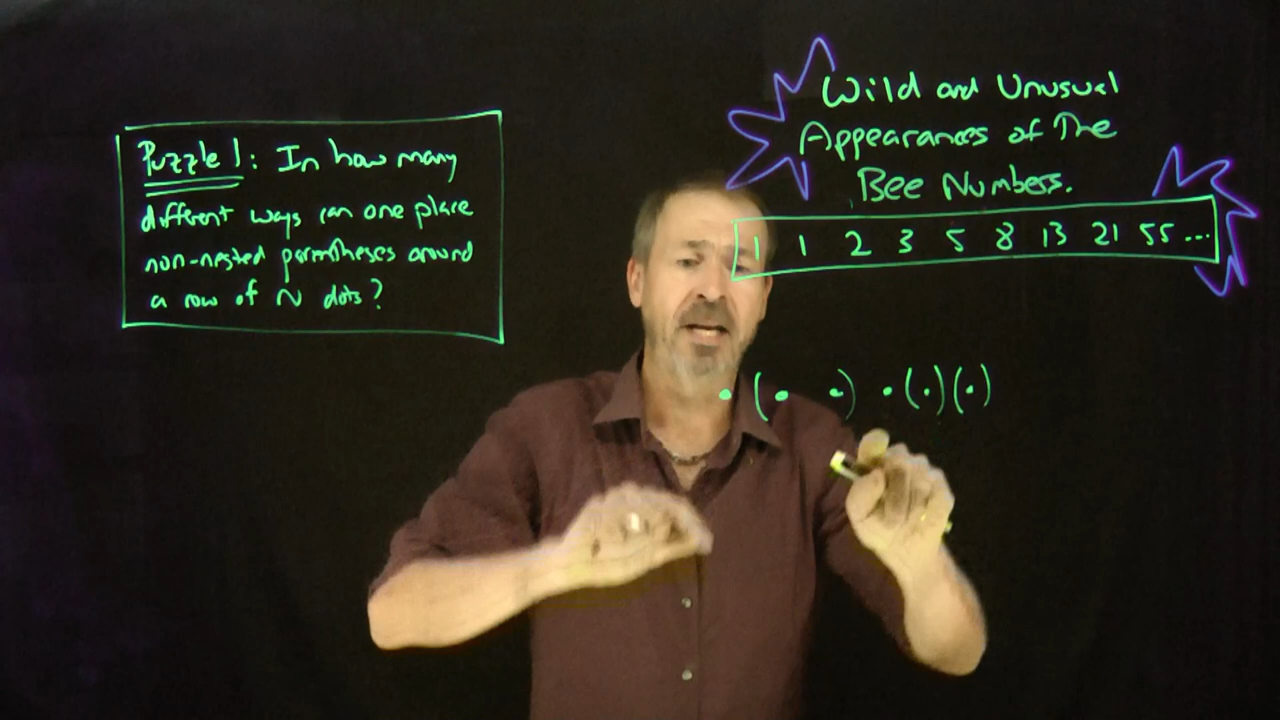 Puzzle 1: In how many
different ways can one place
non-nested parentheses around
a row of N dots?
Wild and Unusual
Appearances of The
Bee Numbers.
1 1 2 3 5 8 13 21 55 ...
• (• •) • (•)(•)